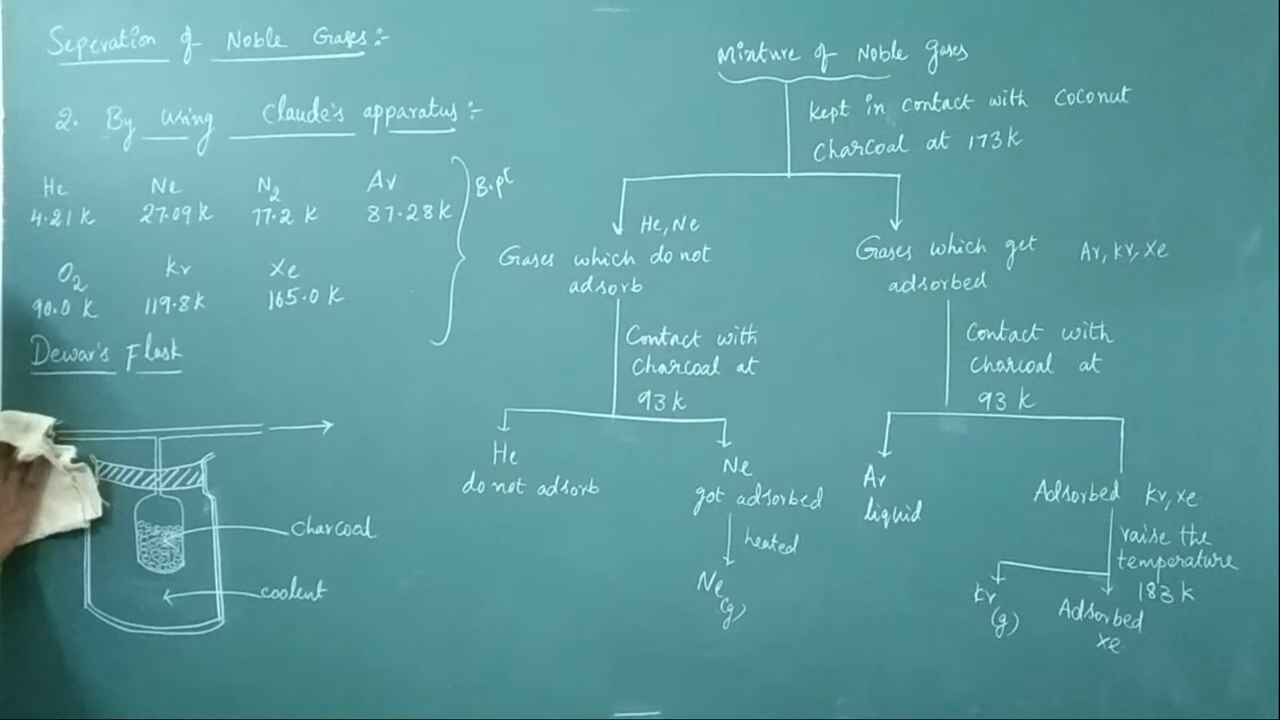 Seperation of Noble Gases:-
2. By using Claude's apparatus:-
He Ne N2 Ar
4.21 K 27.09 K 77.2 K 87.28 K
B.pt
O2 Kr Xe
90.0 K 119.8 K 165.0 K
Dewar's Flask
charcoal
coolent
Mixture of Noble gases
kept in contact with coconut
charcoal at 173 K
He, Ne
Gases which do not
adsorb
Contact with
charcoal at
93 K
He
do not adsorb
Ne
got adsorbed
heated
Ne
(g)
Gases which get Ar, Kr, Xe
adsorbed
Contact with
charcoal at
93 K
Ar
liquid
Adsorbed Kr, Xe
raise the
temperature
183 K
Kr
(g)
Adsorbed
Xe